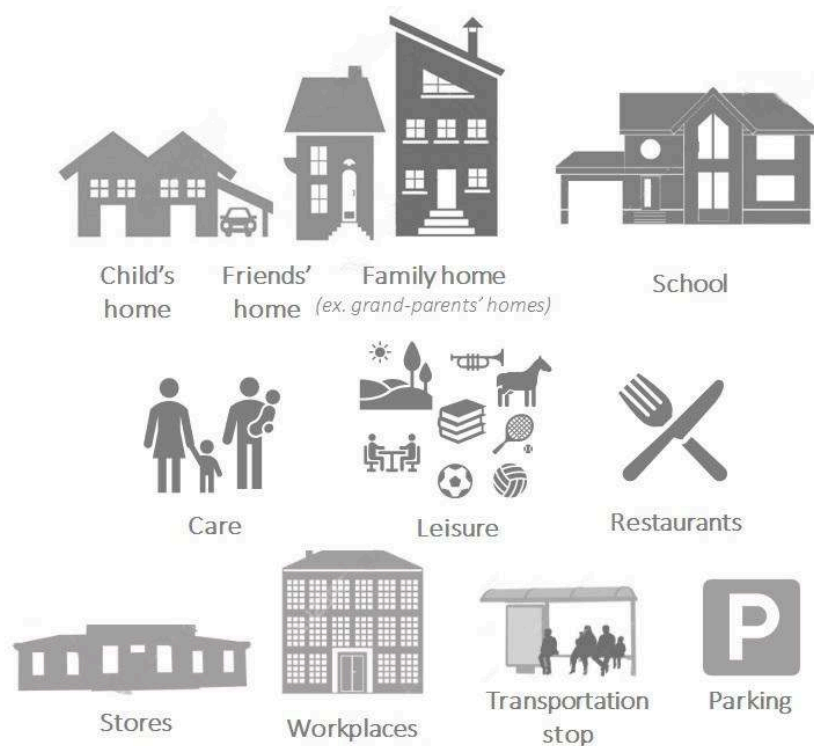 Child's
home
Friends'
home
Family home
(ex. grand-parents' homes)
School
Care
Leisure
Restaurants
Stores
Workplaces
Transportation
stop
P
Parking